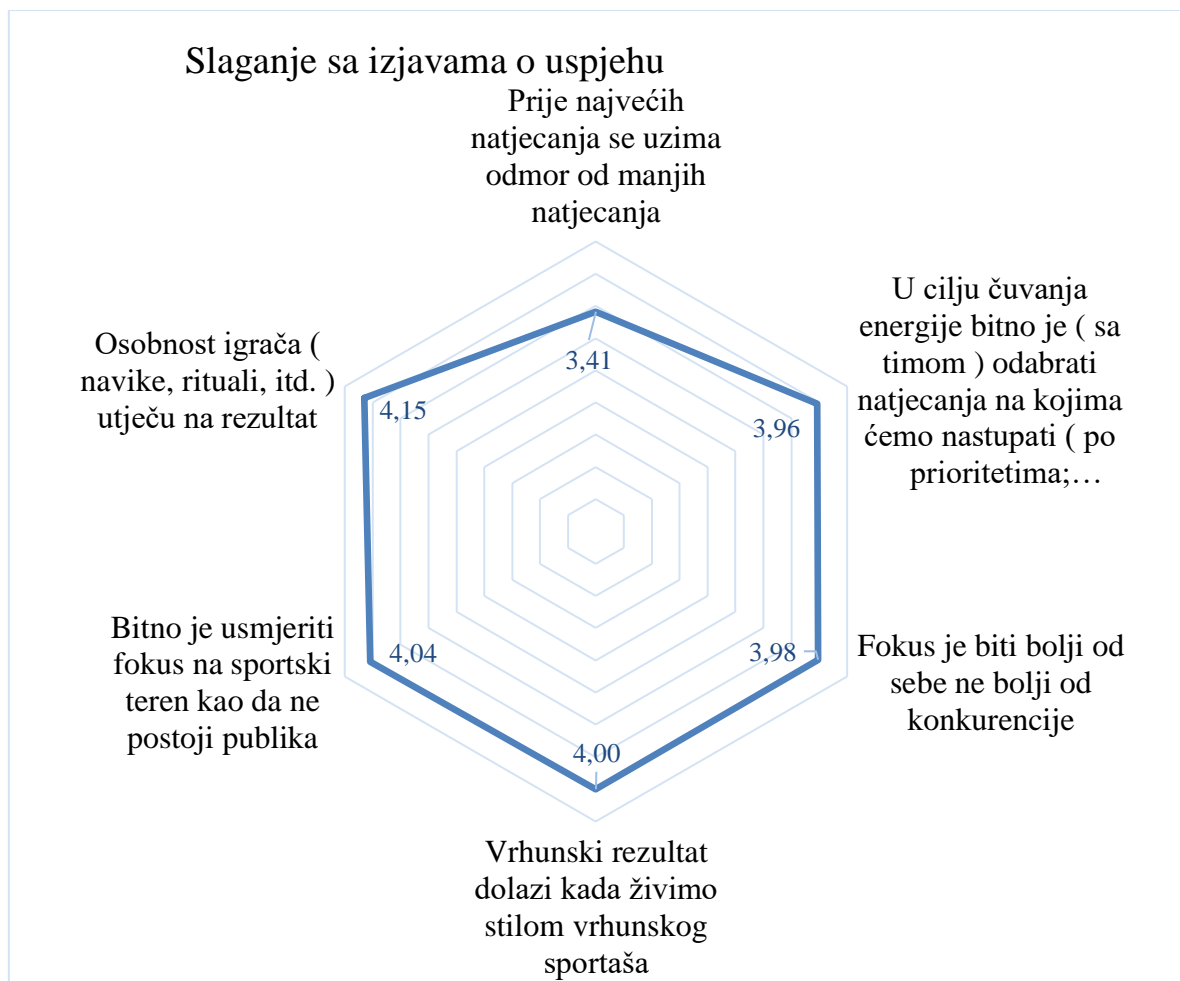 Slaganje sa izjavama o uspjehu
Prije najvećih
natjecanja se uzima
odmor od manjih
natjecanja
3,41
U cilju čuvanja
energije bitno je ( sa
timom ) odabrati
natjecanja na kojima
ćemo nastupati ( po
prioritetima;…
3,96
Fokus je biti bolji od
sebe ne bolji od
konkurencije
3,98
Vrhunski rezultat
dolazi kada živimo
stilom vrhunskog
sportaša
4,00
Bitno je usmjeriti
fokus na sportski
teren kao da ne
postoji publika
4,04
Osobnost igrača (
navike, rituali, itd. )
utječu na rezultat
4,15